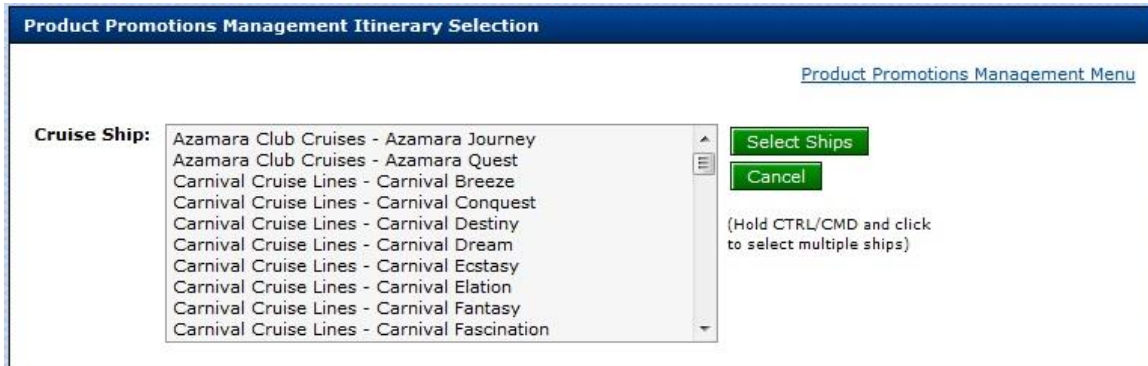 Product Promotions Management Itinerary Selection
Product Promotions Management Menu
Cruise Ship:
Azamara Club Cruises - Azamara Journey
Azamara Club Cruises - Azamara Quest
Carnival Cruise Lines - Carnival Breeze
Carnival Cruise Lines - Carnival Conquest
Carnival Cruise Lines - Carnival Destiny
Carnival Cruise Lines - Carnival Dream
Carnival Cruise Lines - Carnival Ecstasy
Carnival Cruise Lines - Carnival Elation
Carnival Cruise Lines - Carnival Fantasy
Carnival Cruise Lines - Carnival Fascination
Select Ships
Cancel
(Hold CTRL/CMD and click
to select multiple ships)